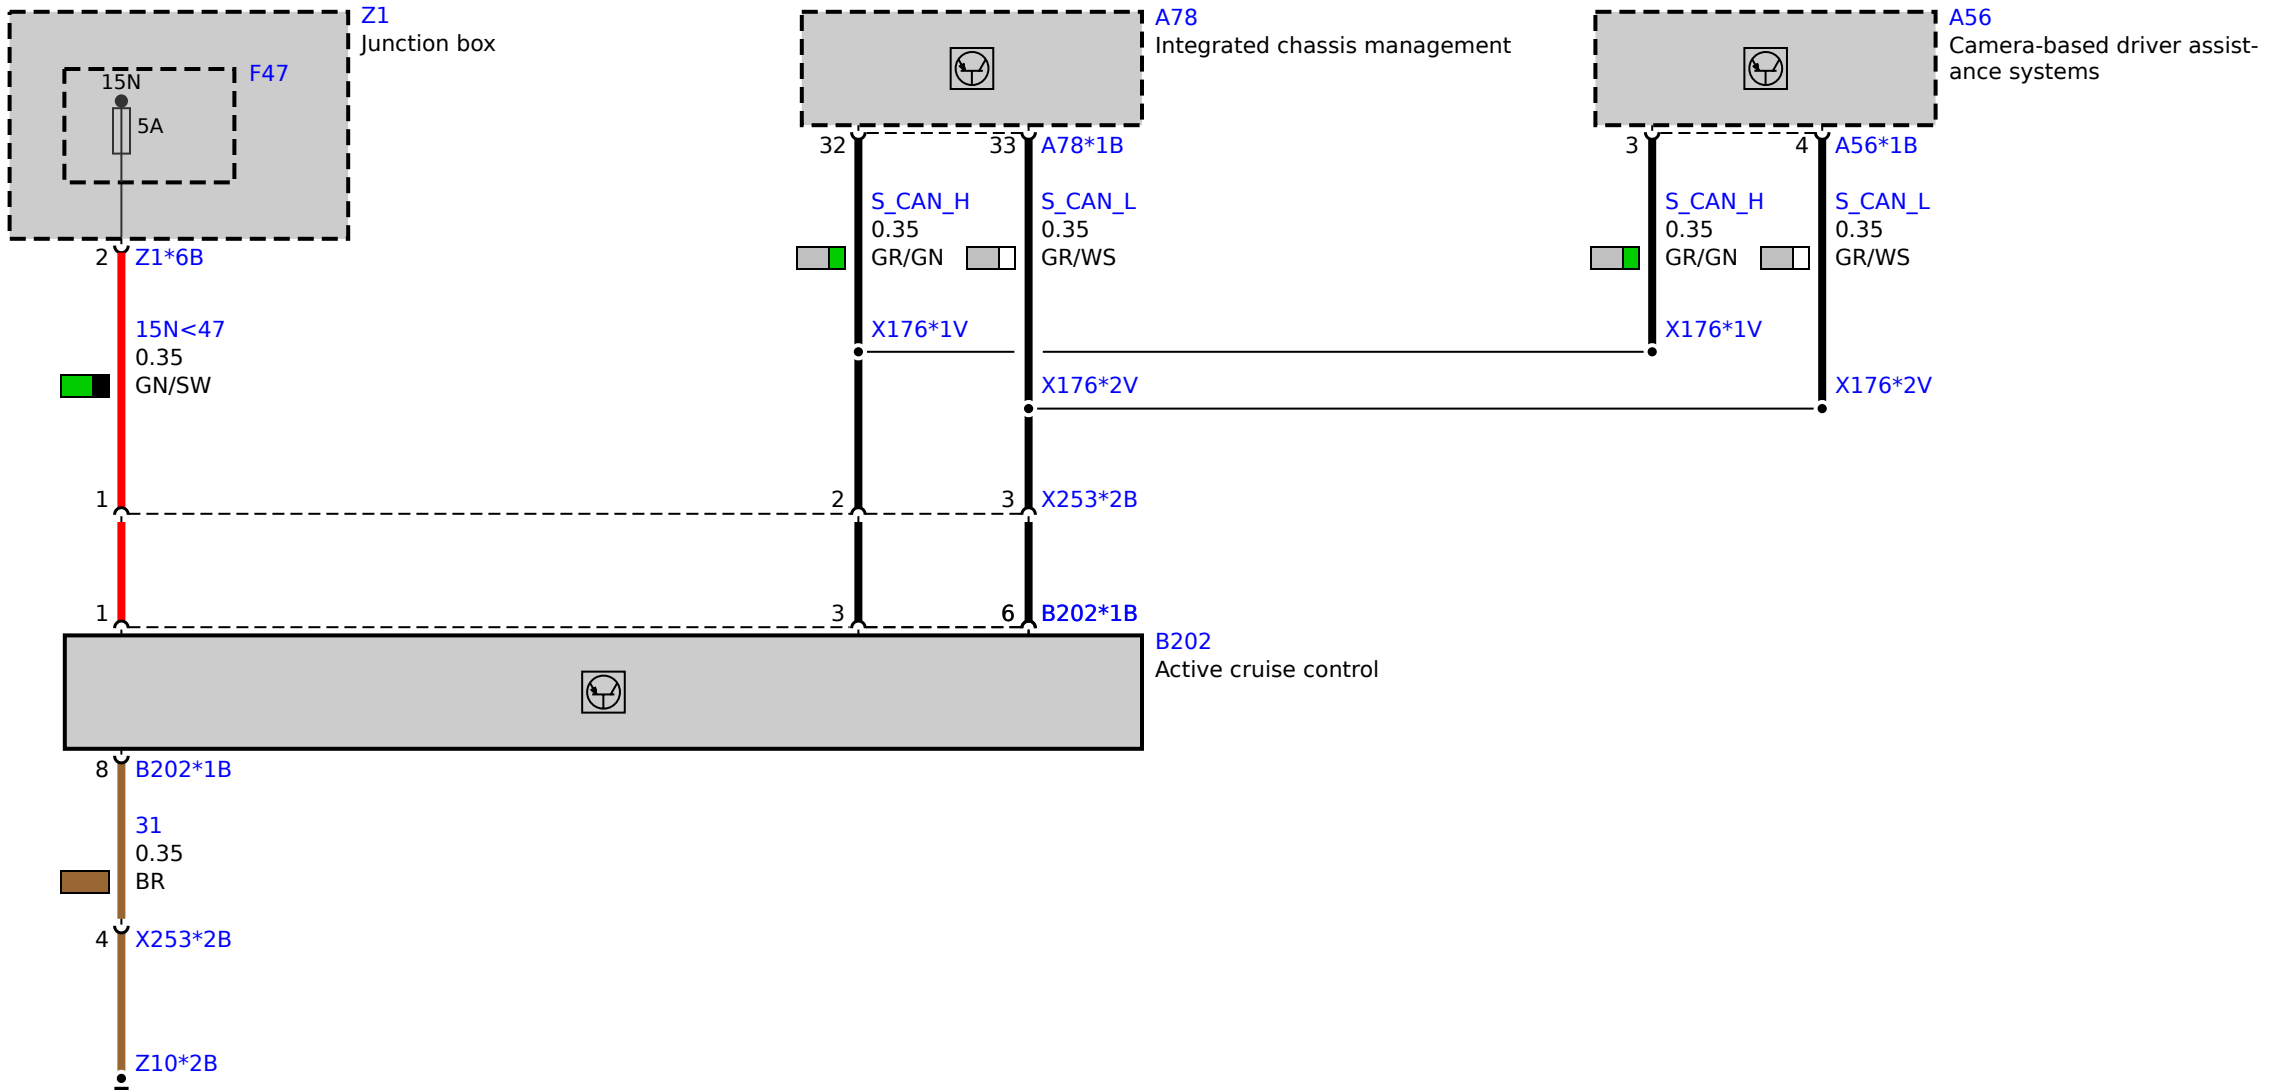 Z1
Junction box
F47
15N
5A
2 Z1*6B
15N<47
0.35
GN/SW
A78
Integrated chassis management
32
33 A78*1B
S_CAN_H
0.35
GR/GN
S_CAN_L
0.35
GR/WS
X176*1V
X176*2V
A56
Camera-based driver assist-
ance systems
3
4 A56*1B
S_CAN_H
0.35
GR/GN
S_CAN_L
0.35
GR/WS
X176*1V
X176*2V
1
2
3 X253*2B
1
3
6 B202*1B
B202
Active cruise control
8 B202*1B
31
0.35
BR
4 X253*2B
Z10*2B